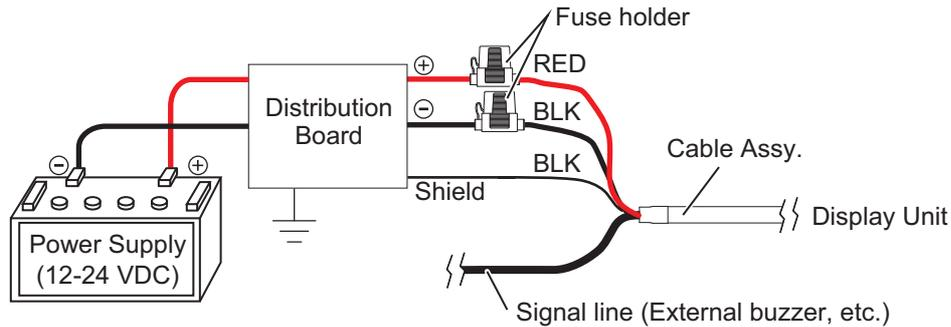 Fuse holder
⊕
RED
Distribution
Board
⊖
BLK
Cable Assy.
⊖
⊕
BLK
Shield
Display Unit
Power Supply
(12-24 VDC)
Signal line (External buzzer, etc.)